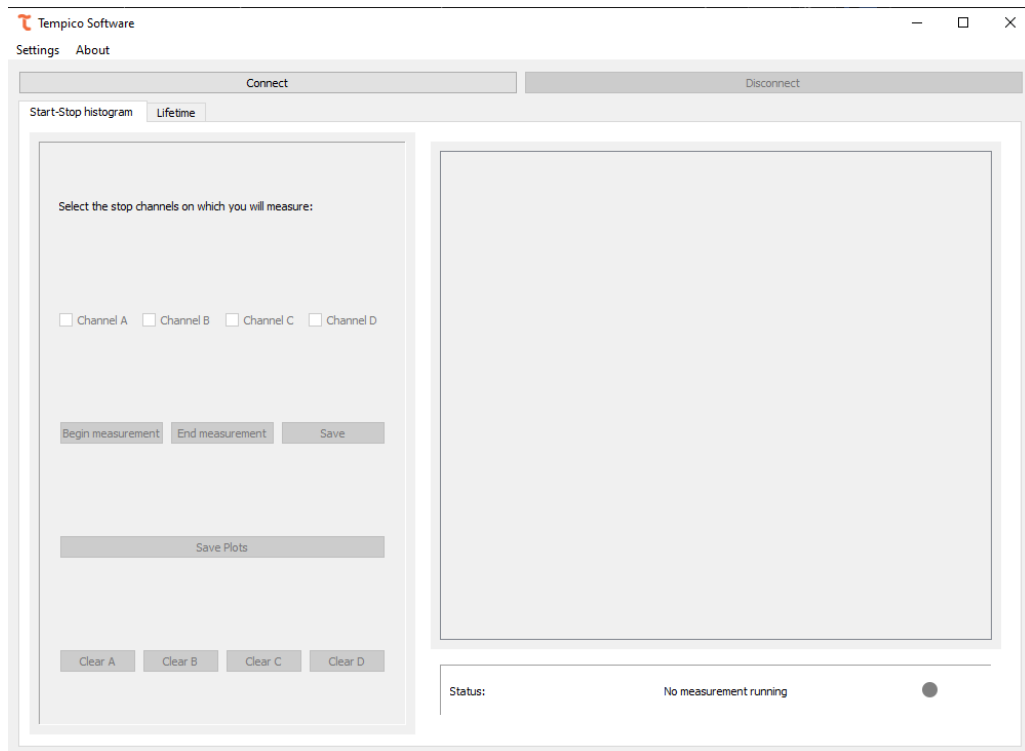 Tempico Software
Settings About
Connect Disconnect
Start-Stop histogram Lifetime
Select the stop channels on which you will measure:
Channel A Channel B Channel C Channel D
Begin measurement End measurement Save
Save Plots
Clear A Clear B Clear C Clear D
Status: No measurement running